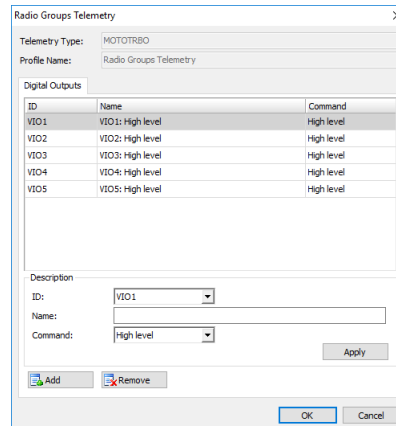 Radio Groups Telemetry
Telemetry Type: MOTOTRBO
Profile Name: Radio Groups Telemetry
Digital Outputs
ID Name Command
VIO1 VIO1: High level High level
VIO2 VIO2: High level High level
VIO3 VIO3: High level High level
VIO4 VIO4: High level High level
VIO5 VIO5: High level High level
Description
ID: VIO1
Name:
Command: High level
Apply
Add Remove
OK Cancel